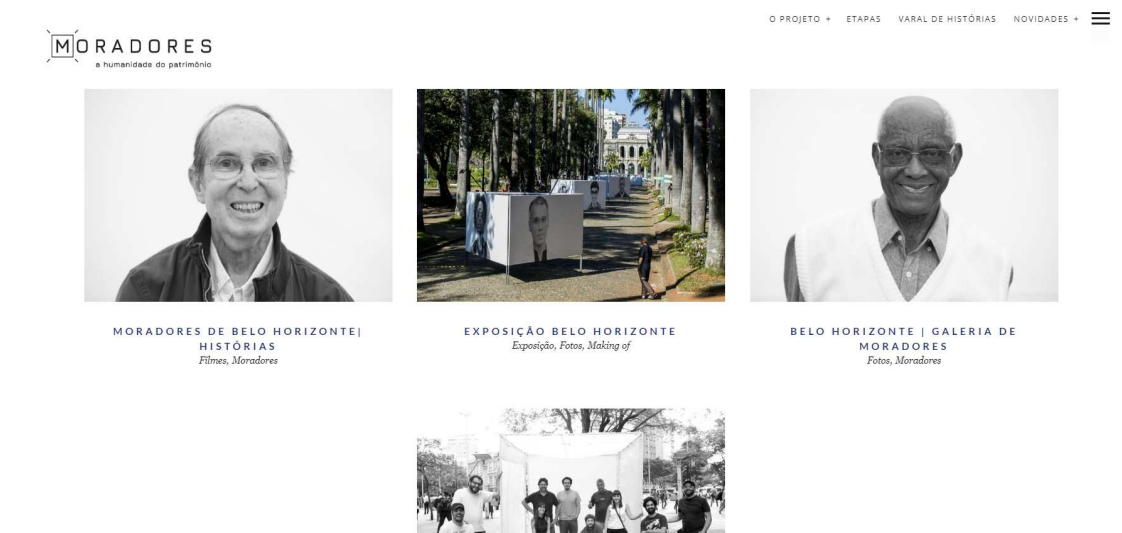 O PROJETO + ETAPAS VARAL DE HISTÓRIAS NOVIDADES +
MORADORES
a humanidade do patrimônio
MORADORES DE BELO HORIZONTE|
HISTÓRIAS
Filmes, Moradores
EXPOSIÇÃO BELO HORIZONTE
Exposição, Fotos, Making of
BELO HORIZONTE | GALERIA DE
MORADORES
Fotos, Moradores